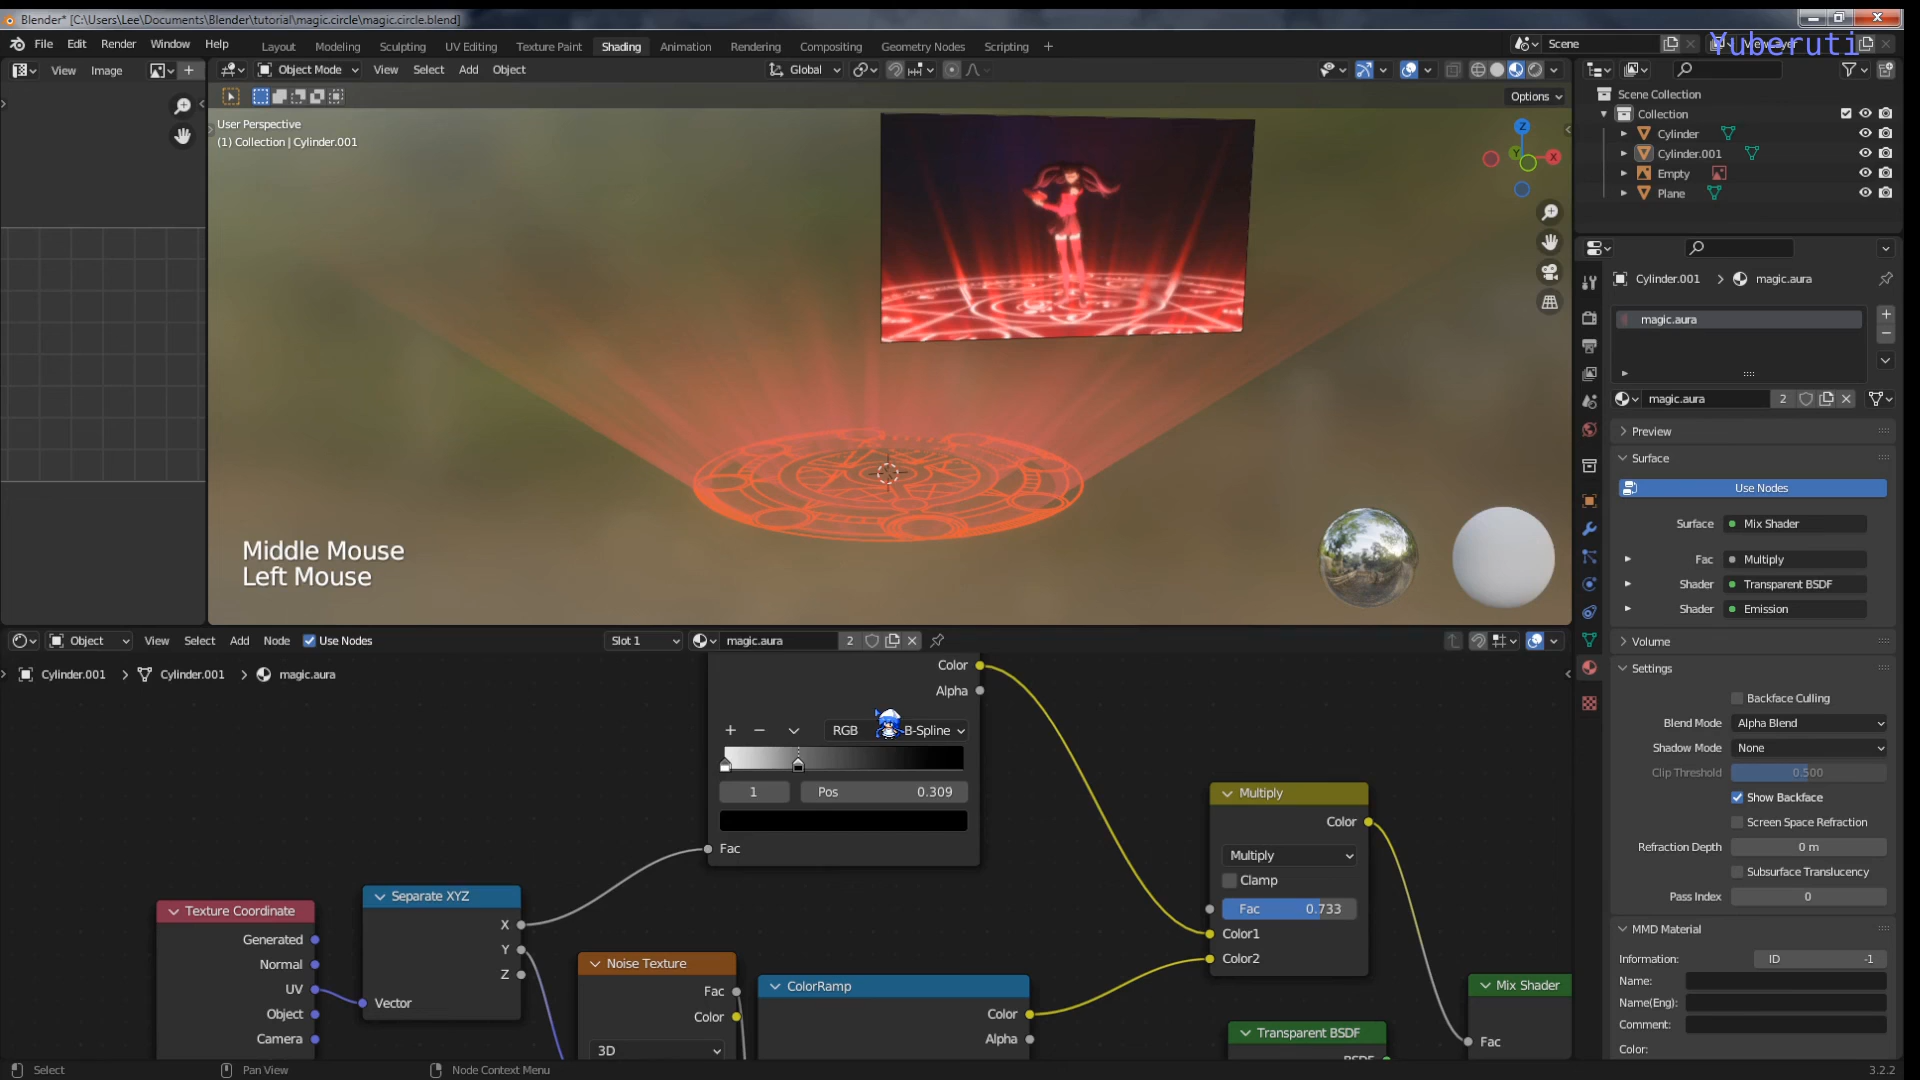 Blender* [C:\Users\Lee\Documents\Blender\tutorial\magic.circle\magic.circle.blend]
File Edit Render Window Help
Layout Modeling Sculpting UV Editing Texture Paint Shading Animation Rendering Compositing Geometry Nodes Scripting +
Scene
Yuberuti
View Image
Object Mode View Select Add Object
Global
Options
User Perspective
(1) Collection | Cylinder.001
Z
Y
X
Middle Mouse
Left Mouse
Scene Collection
Collection
Cylinder
Cylinder.001
Empty
Plane
Cylinder.001 > magic.aura
magic.aura
magic.aura 2
Preview
Surface
Use Nodes
Surface Mix Shader
Fac Multiply
Shader Transparent BSDF
Shader Emission
Volume
Settings
Backface Culling
Blend Mode Alpha Blend
Shadow Mode None
Clip Threshold 0.500
Show Backface
Screen Space Refraction
Refraction Depth 0 m
Subsurface Translucency
Pass Index 0
MMD Material
Information: ID -1
Name:
Name(Eng):
Comment:
Color:
Object View Select Add Node Use Nodes
Slot 1 magic.aura 2
Cylinder.001 > Cylinder.001 > magic.aura
Color
Alpha
RGB B-Spline
1 Pos 0.309
Fac
Texture Coordinate
Generated
Normal
UV
Object
Camera
Separate XYZ
X
Y
Z
Vector
Noise Texture
Fac
Color
3D
ColorRamp
Color
Alpha
Multiply
Color
Multiply
Clamp
Fac 0.733
Color1
Color2
Transparent BSDF
BSDF
Mix Shader
Fac
Select Pan View Node Context Menu
3.2.2